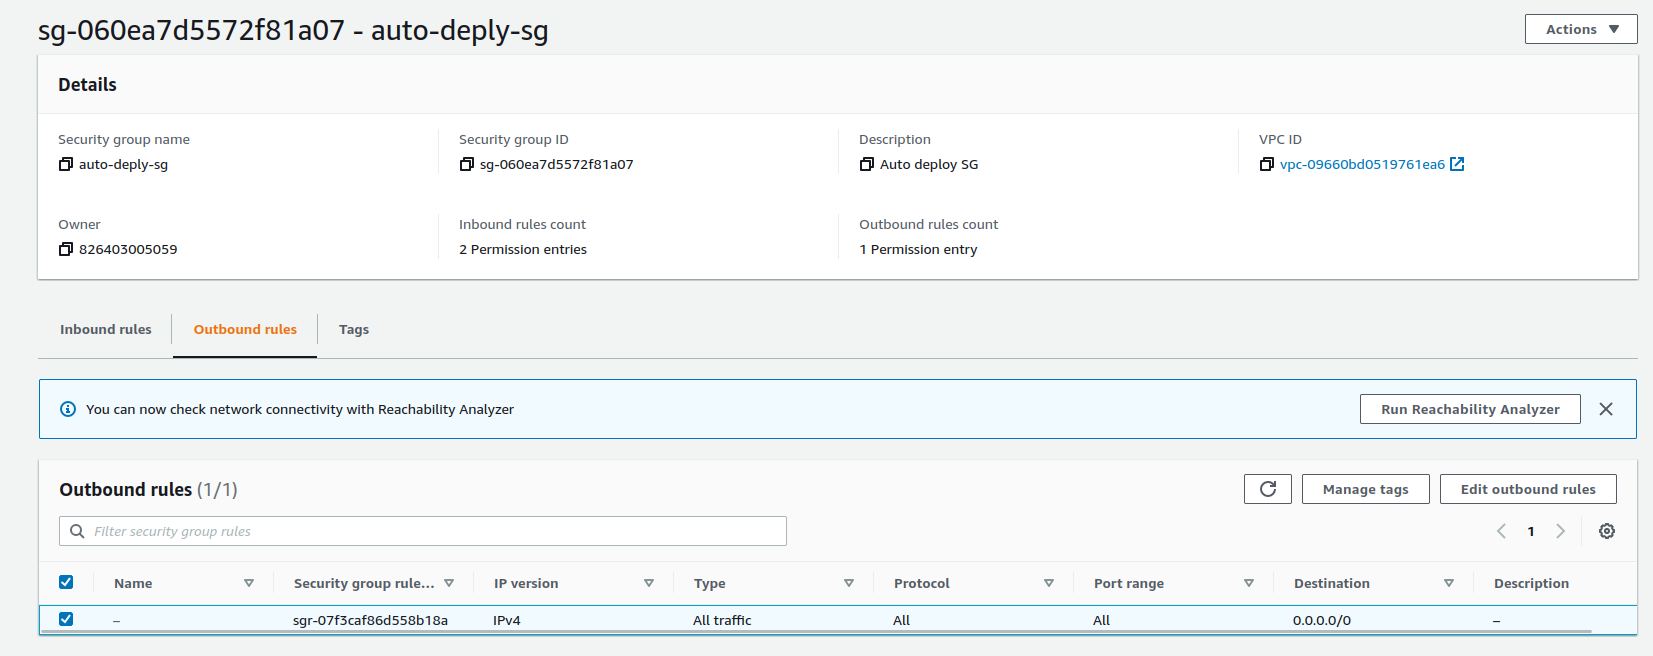 sg-060ea7d5572f81a07 - auto-deply-sg
Actions
Details
Security group name
auto-deply-sg
Security group ID
sg-060ea7d5572f81a07
Description
Auto deploy SG
VPC ID
vpc-09660bd0519761ea6
Owner
826403005059
Inbound rules count
2 Permission entries
Outbound rules count
1 Permission entry
Inbound rules
Outbound rules
Tags
You can now check network connectivity with Reachability Analyzer
Run Reachability Analyzer
Outbound rules (1/1)
Manage tags
Edit outbound rules
Filter security group rules
1
Name Security group rule... IP version Type Protocol Port range Destination Description
– sgr-07f3caf86d558b18a IPv4 All traffic All All 0.0.0.0/0 –